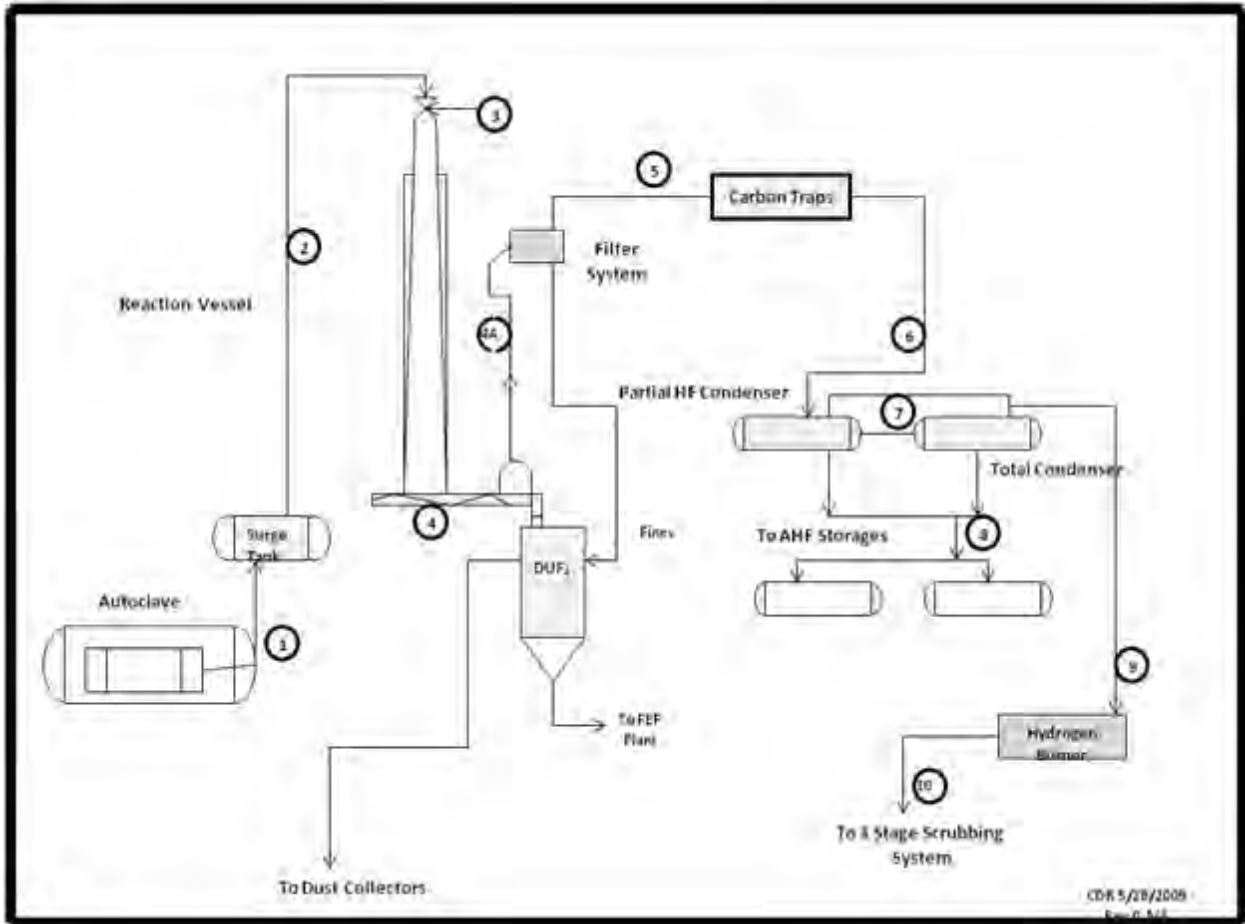 3
5
Carbon Traps
2
Filter
System
Reaction Vessel
4A
6
Partial HF Condenser
7
Total Condenser
4
Surge
Tank
Fines
To AHF Storages
8
DUF₄
Autoclave
1
9
To FEP
Plant
Hydrogen
Burner
10
To 3 Stage Scrubbing
System
To Dust Collectors
CDR 5/28/2009